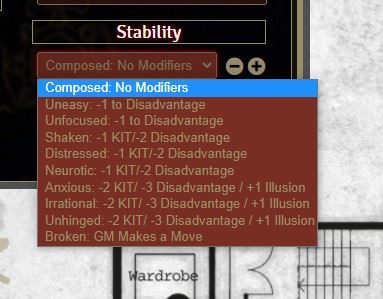 Stability
Composed: No Modifiers
Composed: No Modifiers
Uneasy: -1 to Disadvantage
Unfocused: -1 to Disadvantage
Shaken: -1 KIT/-2 Disadvantage
Distressed: -1 KIT/-2 Disadvantage
Neurotic: -1 KIT/-2 Disadvantage
Anxious: -2 KIT/ -3 Disadvantage / +1 Illusion
Irrational: -2 KIT/ -3 Disadvantage / +1 Illusion
Unhinged: -2 KIT/ -3 Disadvantage / +1 Illusion
Broken: GM Makes a Move
Wardrobe